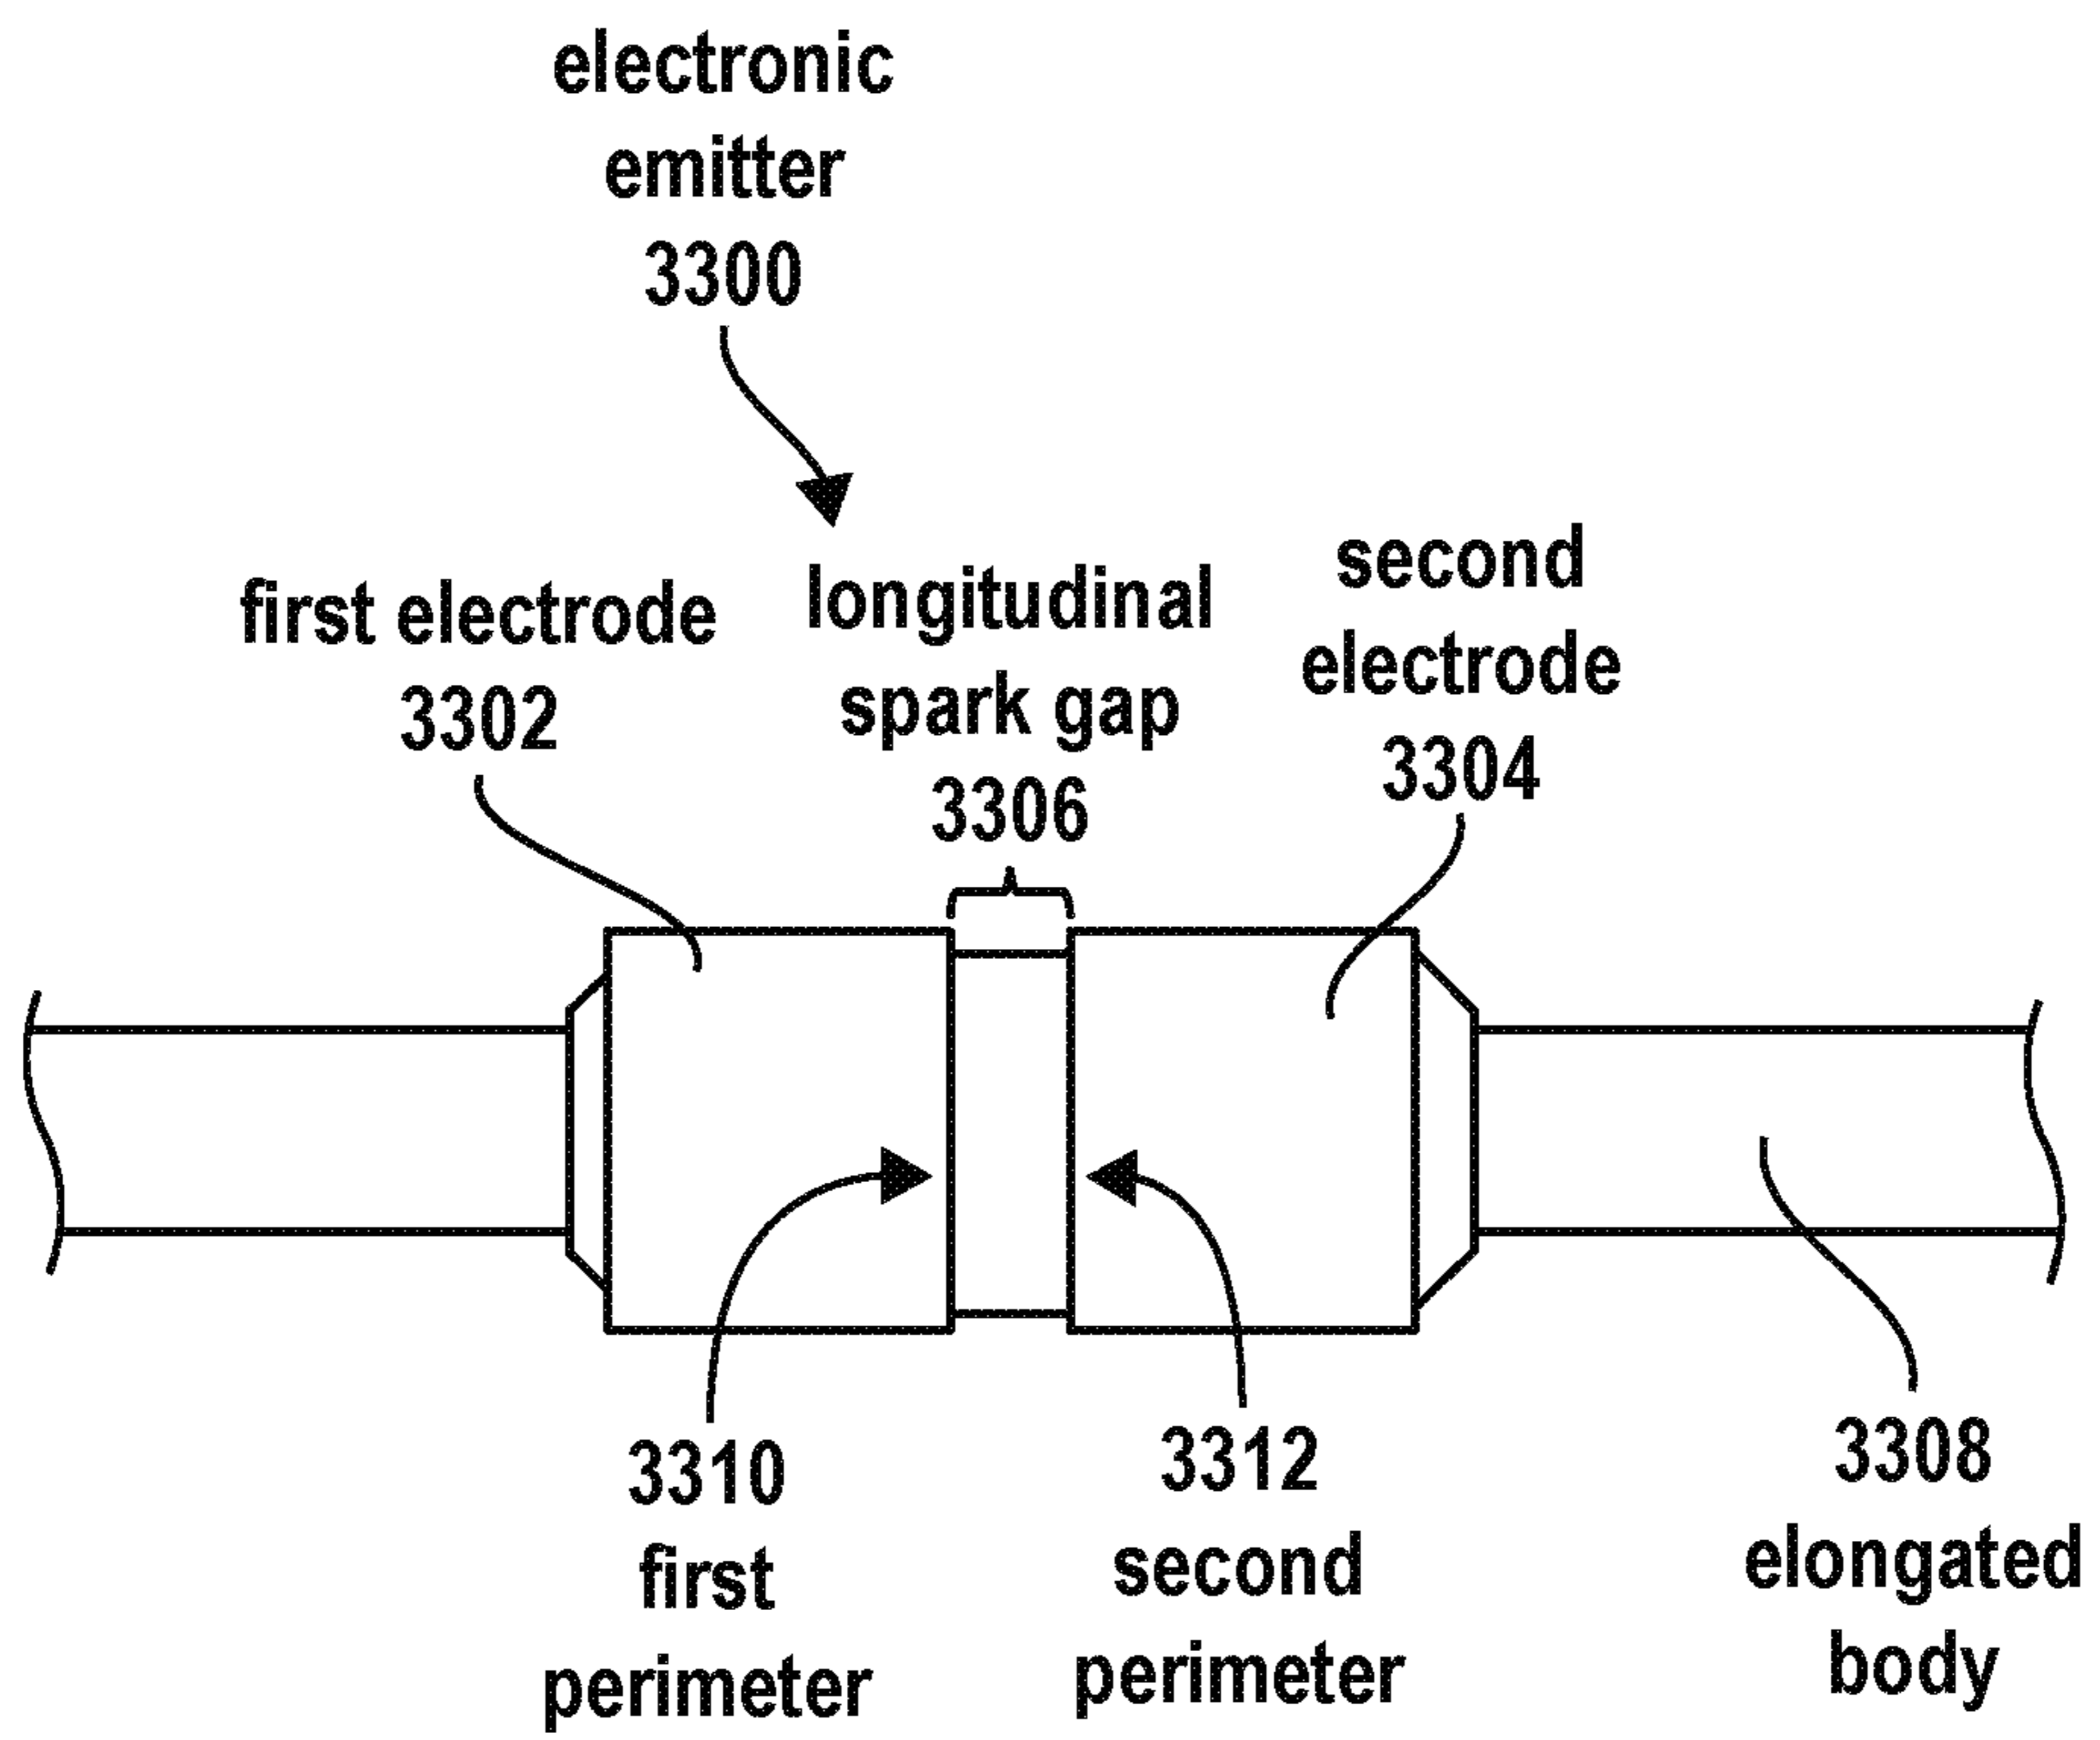 electronic
emitter
3300
first electrode
3302
longitudinal
spark gap
3306
second
electrode
3304
3310
first
perimeter
3312
second
perimeter
3308
elongated
body